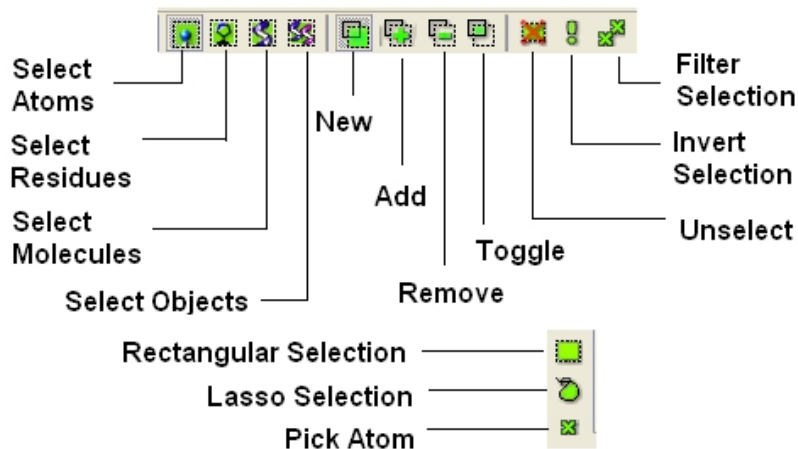 Select
Atoms
Select
Residues
Select
Molecules
Select Objects
New
Add
Remove
Toggle
Filter
Selection
Invert
Selection
Unselect
Rectangular Selection
Lasso Selection
Pick Atom